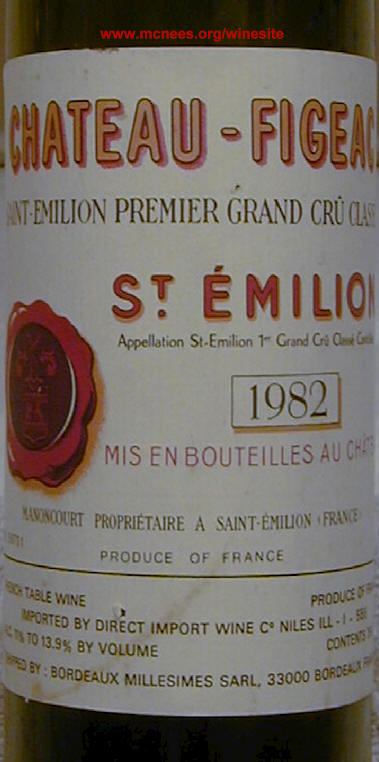 www.mcnees.org/winesite
CHATEAU-FIGEAC
SAINT-EMILION PREMIER GRAND CRÛ CLASSÉ
ST ÉMILION
Appellation St-Emilion 1er Grand Crû Classé
1982
MIS EN BOUTEILLES AU CHÂT
MANONCOURT PROPRIÉTAIRE A SAINT-ÉMILION (FRANCE)
PRODUCE OF FRANCE
FRENCH TABLE WINE
PRODUCE OF FR
IMPORTED BY DIRECT IMPORT WINE Co NILES ILL - I - 
ALC. 11% TO 13.9% BY VOLUME
CONTENTS
SHIPPED BY : BORDEAUX MILLESIMES SARL, 33000 BORDEAUX